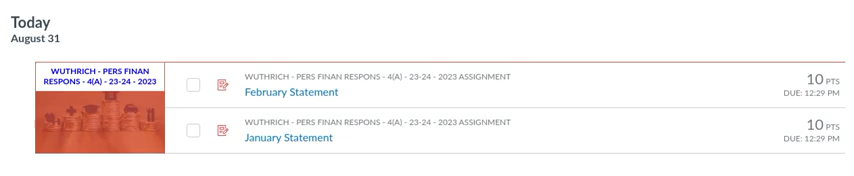 Today
August 31
WUTHRICH - PERS FINAN
RESPONS - 4(A) - 23-24 - 2023
WUTHRICH - PERS FINAN RESPONS - 4(A) - 23-24 - 2023 ASSIGNMENT
February Statement
10 PTS
DUE: 12:29 PM
WUTHRICH - PERS FINAN RESPONS - 4(A) - 23-24 - 2023 ASSIGNMENT
January Statement
10 PTS
DUE: 12:29 PM